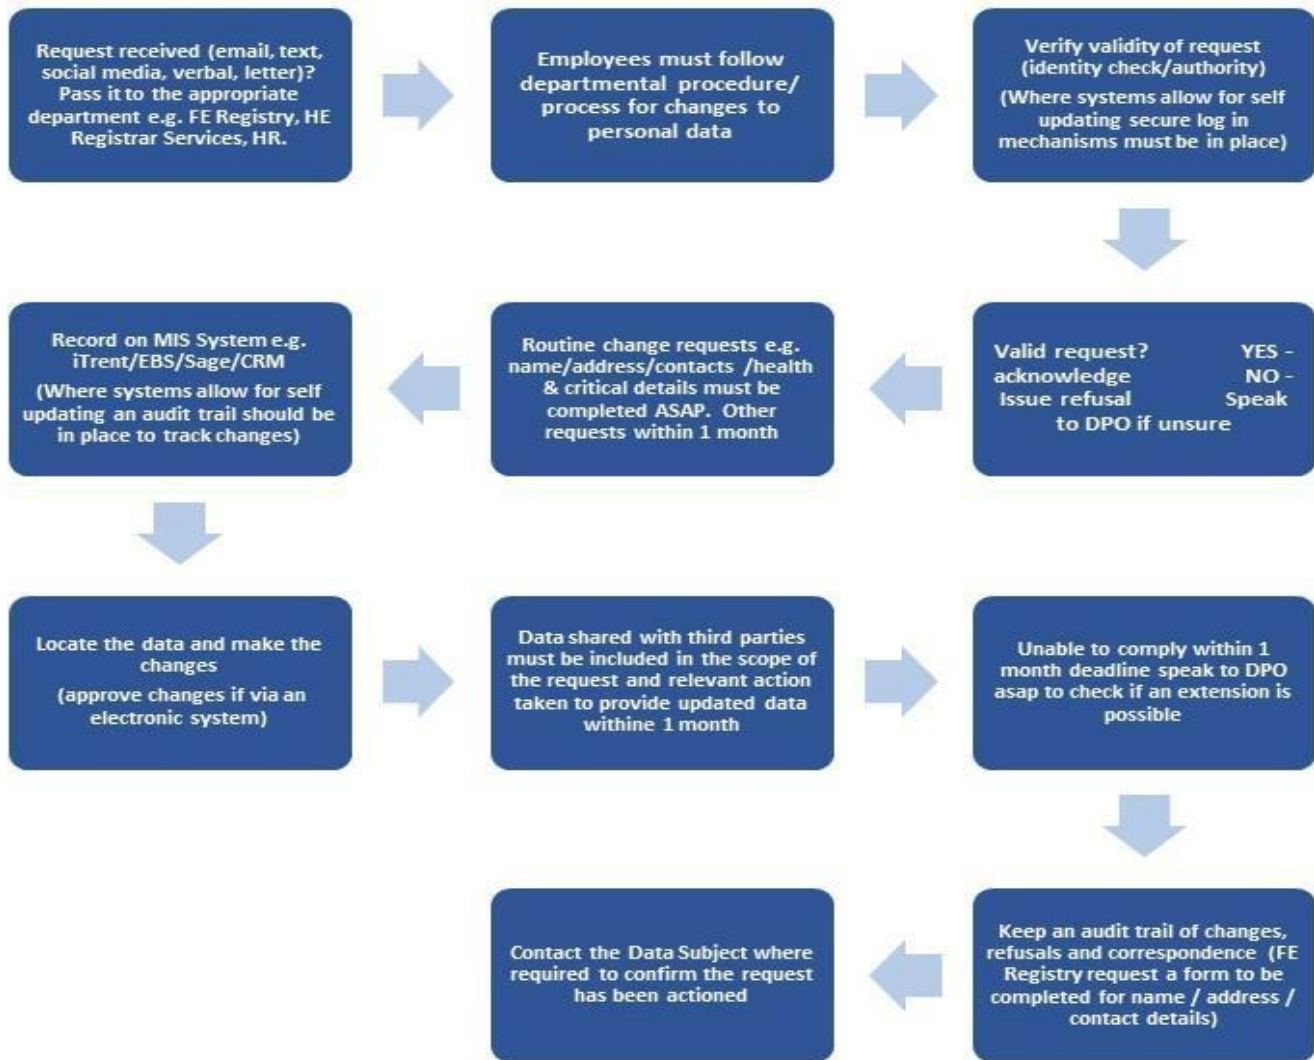 Request received (email, text,
social media, verbal, letter)?
Pass it to the appropriate
department e.g. FE Registry, HE
Registrar Services, HR.
Employees must follow
departmental procedure/
process for changes to
personal data
Verify validity of request
(identity check/authority)
(Where systems allow for self
updating secure log in
mechanisms must be in place)
Valid request? YES -
acknowledge NO -
Issue refusal Speak
to DPO if unsure
Routine change requests e.g.
name/address/contacts /health
& critical details must be
completed ASAP. Other
requests within 1 month
Record on MIS System e.g.
iTrent/EBS/Sage/CRM
(Where systems allow for self
updating an audit trail should be
in place to track changes)
Locate the data and make the
changes
(approve changes if via an
electronic system)
Data shared with third parties
must be included in the scope of
the request and relevant action
taken to provide updated data
withine 1 month
Unable to comply within 1
month deadline speak to DPO
asap to check if an extension is
possible
Keep an audit trail of changes,
refusals and correspondence (FE
Registry request a form to be
completed for name / address /
contact details)
Contact the Data Subject where
required to confirm the request
has been actioned